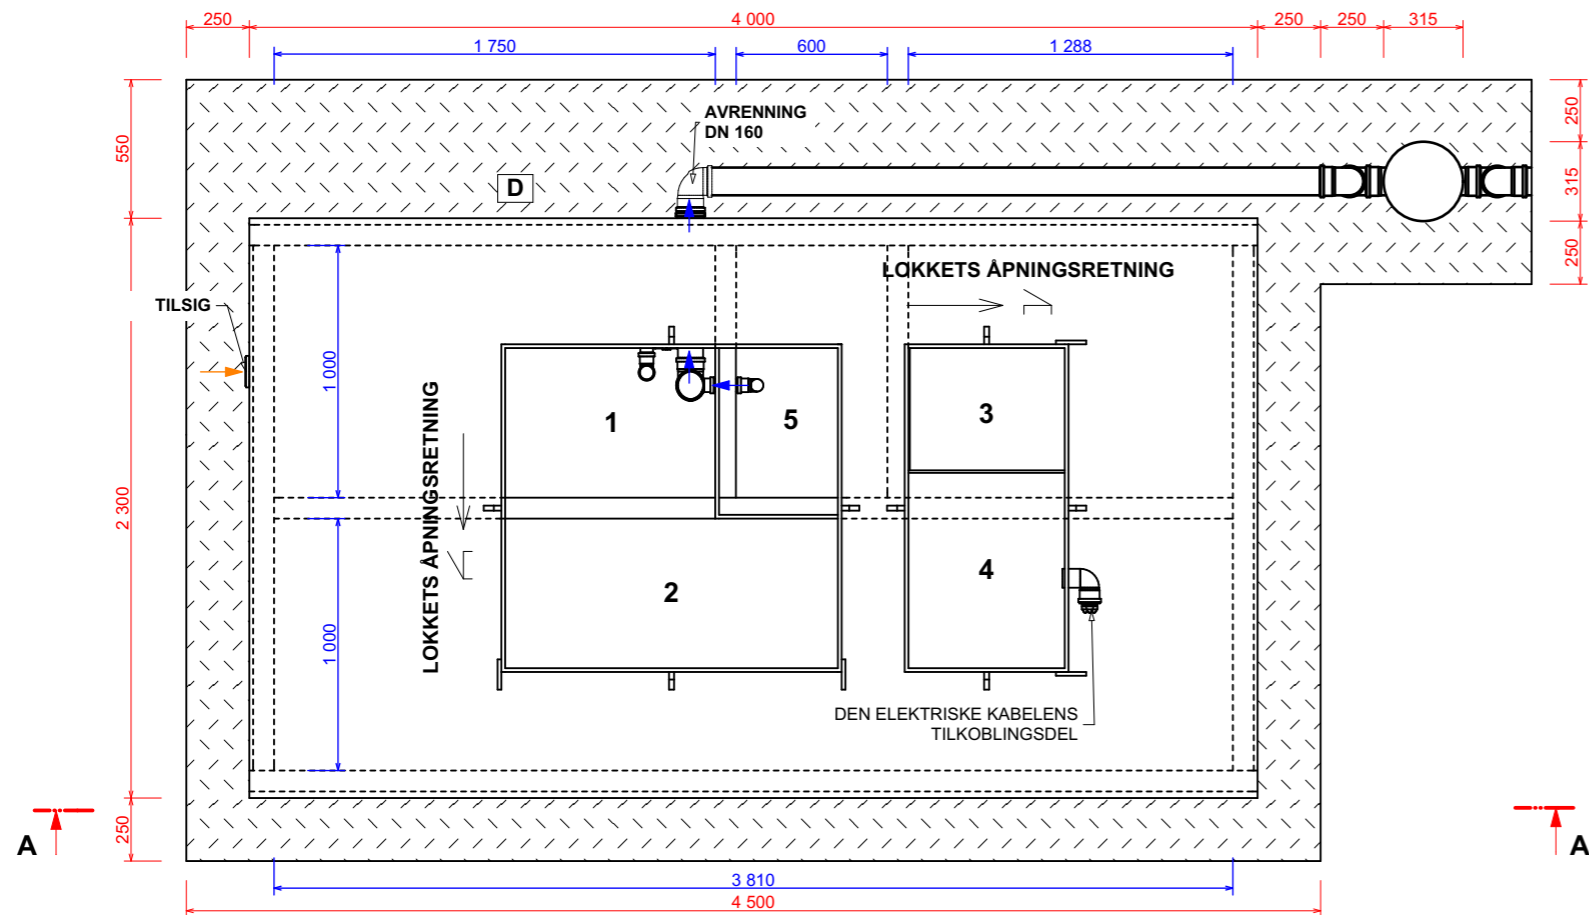 250
4 000
250
250
315
1 750
600
1 288
AVRENNING
DN 160
550
250
D
315
250
LOKKETS ÅPNINGSRETNING
TILSIG
1 000
LOKKETS ÅPNINGSRETNING
1
5
3
2 300
2
4
1 000
DEN ELEKTRISKE KABELENS
TILKOBLINGSDEL
250
A
A
3 810
4 500